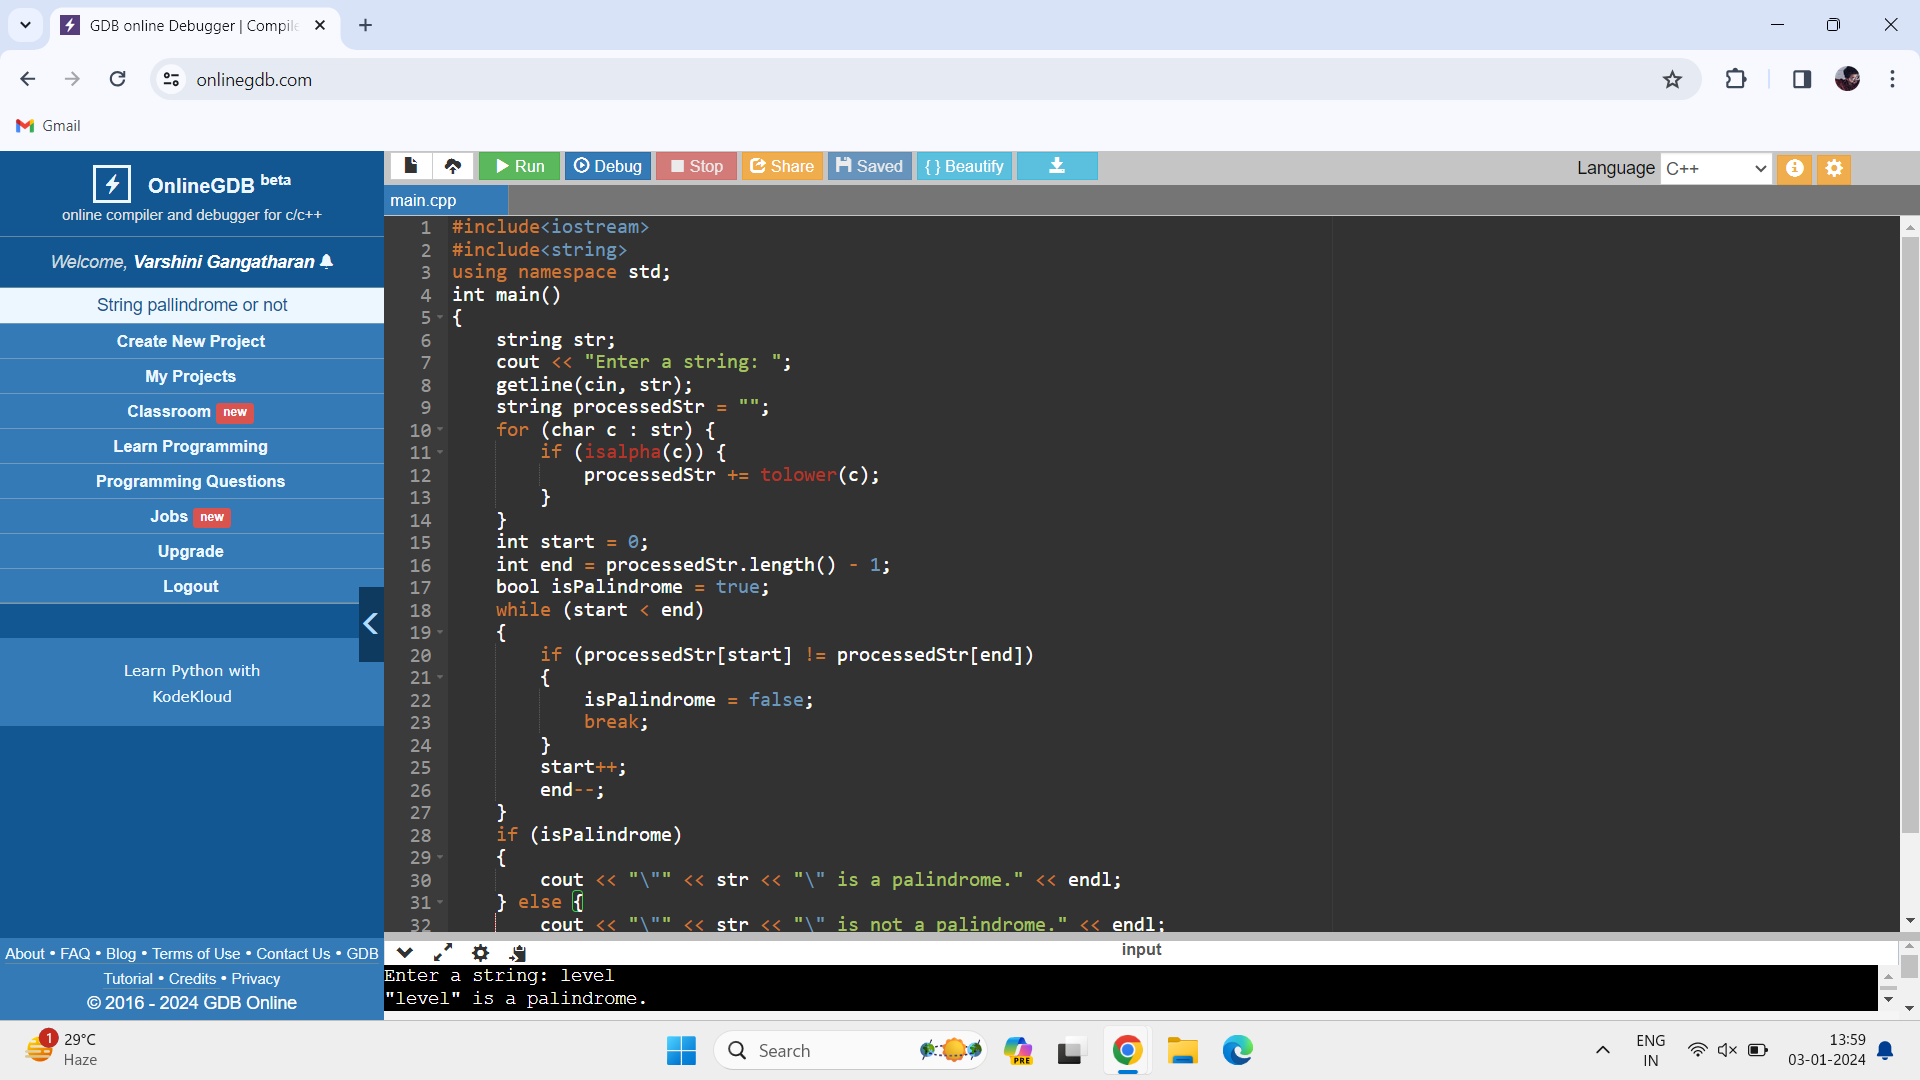 GDB online Debugger | Compile
onlinegdb.com
Gmail
OnlineGDB beta
online compiler and debugger for c/c++
Welcome, Varshini Gangatharan
String pallindrome or not
Create New Project
My Projects
Classroom new
Learn Programming
Programming Questions
Jobs new
Upgrade
Logout
Learn Python with
KodeKloud
About • FAQ • Blog • Terms of Use • Contact Us • GDB
Tutorial • Credits • Privacy
© 2016 - 2024 GDB Online
Run Debug Stop Share Saved { } Beautify
Language C++
main.cpp
1 #include<iostream>
2 #include<string>
3 using namespace std;
4 int main()
5 {
6 string str;
7 cout << "Enter a string: ";
8 getline(cin, str);
9 string processedStr = "";
10 for (char c : str) {
11 if (isalpha(c)) {
12 processedStr += tolower(c);
13 }
14 }
15 int start = 0;
16 int end = processedStr.length() - 1;
17 bool isPalindrome = true;
18 while (start < end)
19 {
20 if (processedStr[start] != processedStr[end])
21 {
22 isPalindrome = false;
23 break;
24 }
25 start++;
26 end--;
27 }
28 if (isPalindrome)
29 {
30 cout << "\"" << str << "\" is a palindrome." << endl;
31 } else {
32 cout << "\"" << str << "\" is not a palindrome." << endl;
input
Enter a string: level
"level" is a palindrome.
1
29°C
Haze
Search
PRE
ENG
IN
13:59
03-01-2024